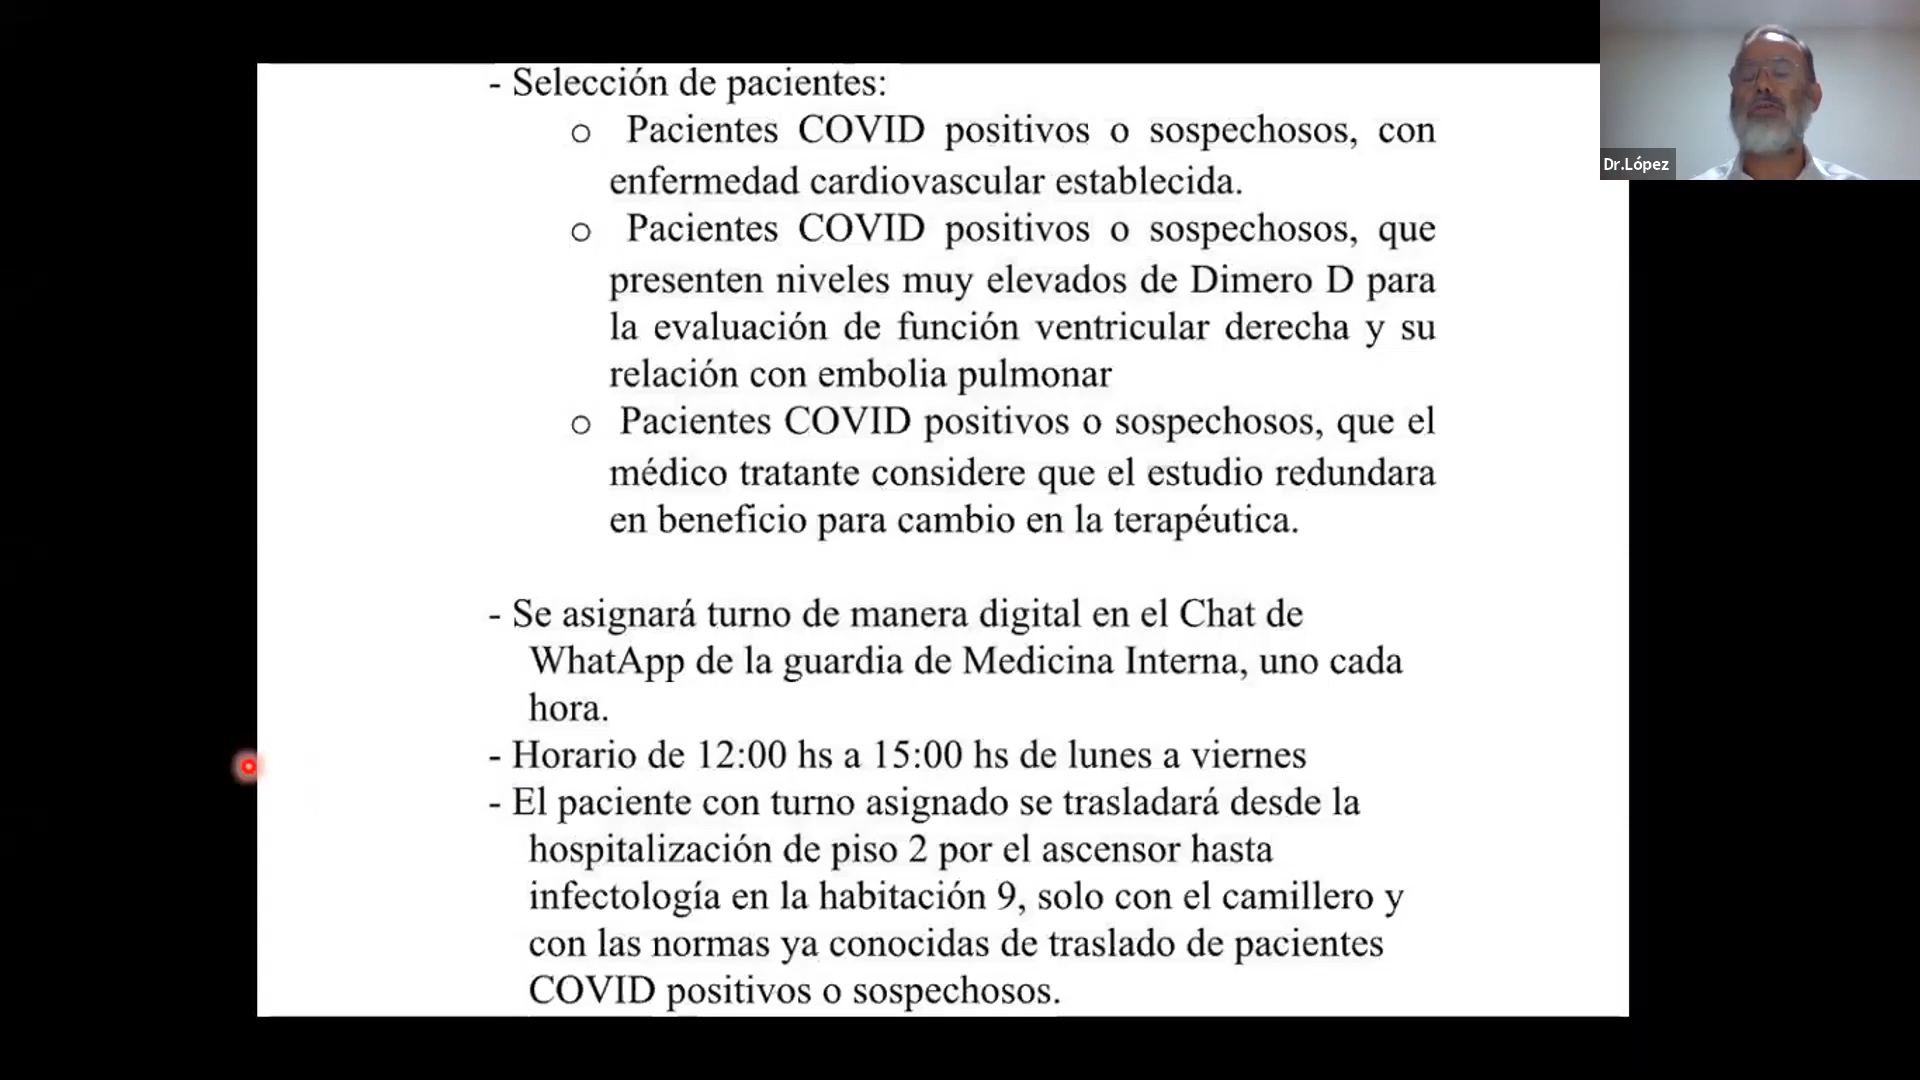 - Selección de pacientes:
o Pacientes COVID positivos o sospechosos, con
enfermedad cardiovascular establecida.
o Pacientes COVID positivos o sospechosos, que
presenten niveles muy elevados de Dimero D para
la evaluación de función ventricular derecha y su
relación con embolia pulmonar
o Pacientes COVID positivos o sospechosos, que el
médico tratante considere que el estudio redundara
en beneficio para cambio en la terapéutica.
- Se asignará turno de manera digital en el Chat de
WhatApp de la guardia de Medicina Interna, uno cada
hora.
- Horario de 12:00 hs a 15:00 hs de lunes a viernes
- El paciente con turno asignado se trasladará desde la
hospitalización de piso 2 por el ascensor hasta
infectología en la habitación 9, solo con el camillero y
con las normas ya conocidas de traslado de pacientes
COVID positivos o sospechosos.
Dr.López